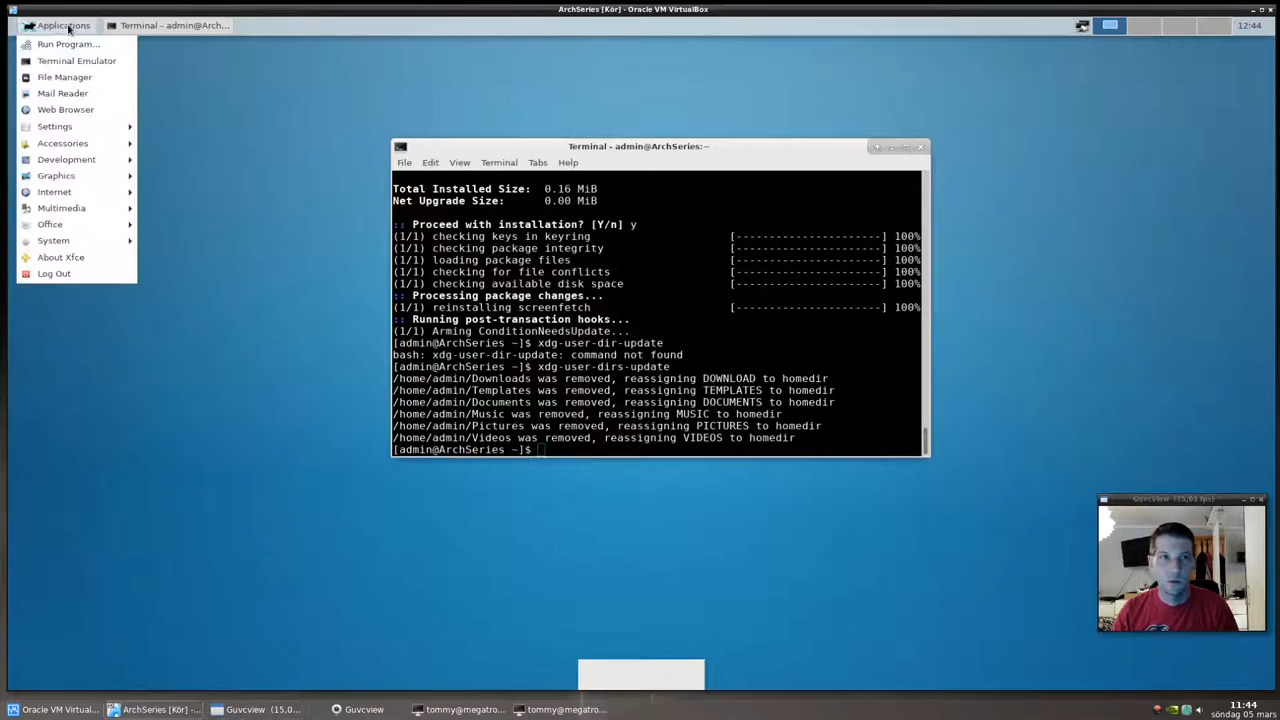 ArchSeries [Kör] - Oracle VM VirtualBox
Applications
Terminal - admin@Arch...
12:44
Run Program...
Terminal Emulator
File Manager
Mail Reader
Web Browser
Settings
Accessories
Development
Graphics
Internet
Multimedia
Office
System
About Xfce
Log Out
Terminal - admin@ArchSeries:~
File Edit View Terminal Tabs Help
Total Installed Size: 0.16 MiB
Net Upgrade Size: 0.00 MiB
:: Proceed with installation? [Y/n] y
(1/1) checking keys in keyring [---------------------] 100%
(1/1) checking package integrity [---------------------] 100%
(1/1) loading package files [---------------------] 100%
(1/1) checking for file conflicts [---------------------] 100%
(1/1) checking available disk space [---------------------] 100%
:: Processing package changes...
(1/1) reinstalling screenfetch [---------------------] 100%
:: Running post-transaction hooks...
(1/1) Arming ConditionNeedsUpdate...
[admin@ArchSeries ~]$ xdg-user-dir-update
bash: xdg-user-dir-update: command not found
[admin@ArchSeries ~]$ xdg-user-dirs-update
/home/admin/Downloads was removed, reassigning DOWNLOAD to homedir
/home/admin/Templates was removed, reassigning TEMPLATES to homedir
/home/admin/Documents was removed, reassigning DOCUMENTS to homedir
/home/admin/Music was removed, reassigning MUSIC to homedir
/home/admin/Pictures was removed, reassigning PICTURES to homedir
/home/admin/Videos was removed, reassigning VIDEOS to homedir
[admin@ArchSeries ~]$
Guvcview (15,01 fps)
Oracle VM Virtual...
ArchSeries [Kör] -...
Guvcview (15.0...
Guvcview
tommy@megatro...
tommy@megatro...
11:44
söndag 05 mars